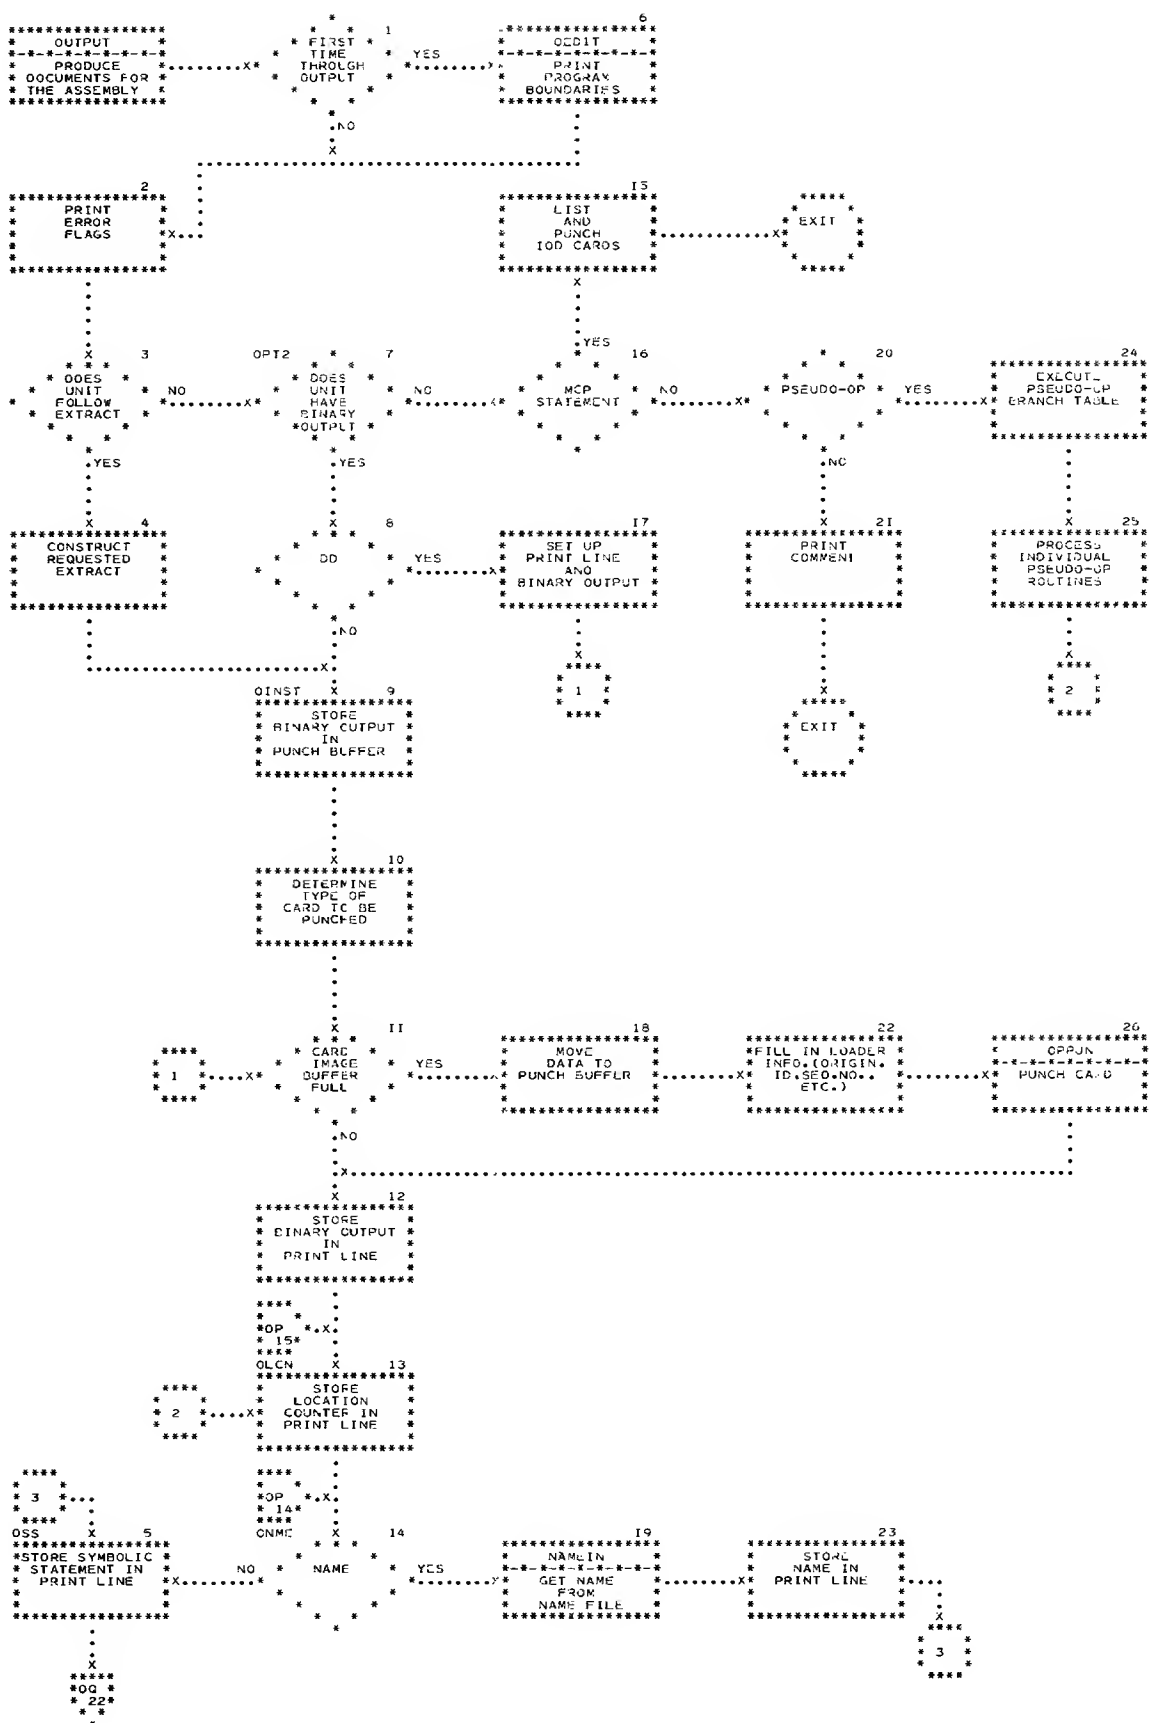 1
6
OUTPUT
PRODUCE
DOCUMENTS FOR
THE ASSEMBLY
FIRST
TIME
THROUGH
OUTPUT
YES
OEDIT
PRINT
PROGRAM
BOUNDARIES
NO
2
PRINT
ERROR
FLAGS
15
LIST
AND
PUNCH
IOD CARDS
EXIT
YES
3
DOES
UNIT
FOLLOW
EXTRACT
NO
OPT2
7
DOES
UNIT
HAVE
BINARY
OUTPUT
NO
16
MCP
STATEMENT
NO
20
PSEUDO-OP
YES
24
EXECUTE
PSEUDO-OP
BRANCH TABLE
YES
YES
NO
4
CONSTRUCT
REQUESTED
EXTRACT
8
DD
YES
17
SET UP
PRINT LINE
AND
BINARY OUTPUT
21
PRINT
COMMENT
25
PROCESS
INDIVIDUAL
PSEUDO-OP
ROUTINES
NO
1
2
OINST
9
STORE
BINARY OUTPUT
IN
PUNCH BUFFER
EXIT
10
DETERMINE
TYPE OF
CARD TO BE
PUNCHED
1
11
CARD
IMAGE
BUFFER
FULL
YES
18
MOVE
DATA TO
PUNCH BUFFER
22
FILL IN LOADER
INFO.(ORIGIN.
ID.SEQ.NO..
ETC.)
26
OPPUN
PUNCH CARD
NO
12
STORE
BINARY OUTPUT
IN
PRINT LINE
OP
15
OLCN
13
STORE
LOCATION
COUNTER IN
PRINT LINE
2
3
OP
14
OSS
5
STORE SYMBOLIC
STATEMENT IN
PRINT LINE
NO
ONME
14
NAME
YES
19
NAMEIN
GET NAME
FROM
NAME FILE
23
STORE
NAME IN
PRINT LINE
3
OQ
22